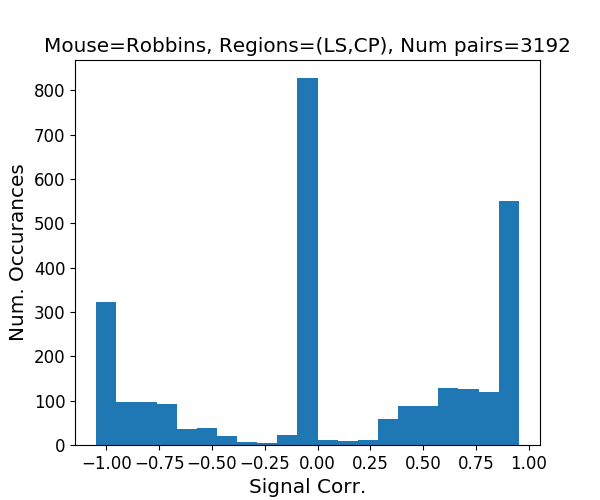 Mouse=Robbins, Regions=(LS,CP), Num pairs=3192
800
700
600
500
400
300
200
100
0
Num. Occurances
−1.00 −0.75 −0.50 −0.25 0.00 0.25 0.50 0.75 1.00
Signal Corr.